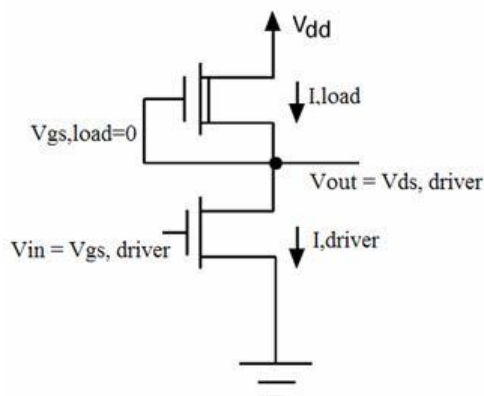 Vdd
I,load
Vgs,load=0
Vout = Vds, driver
Vin = Vgs, driver
I,driver